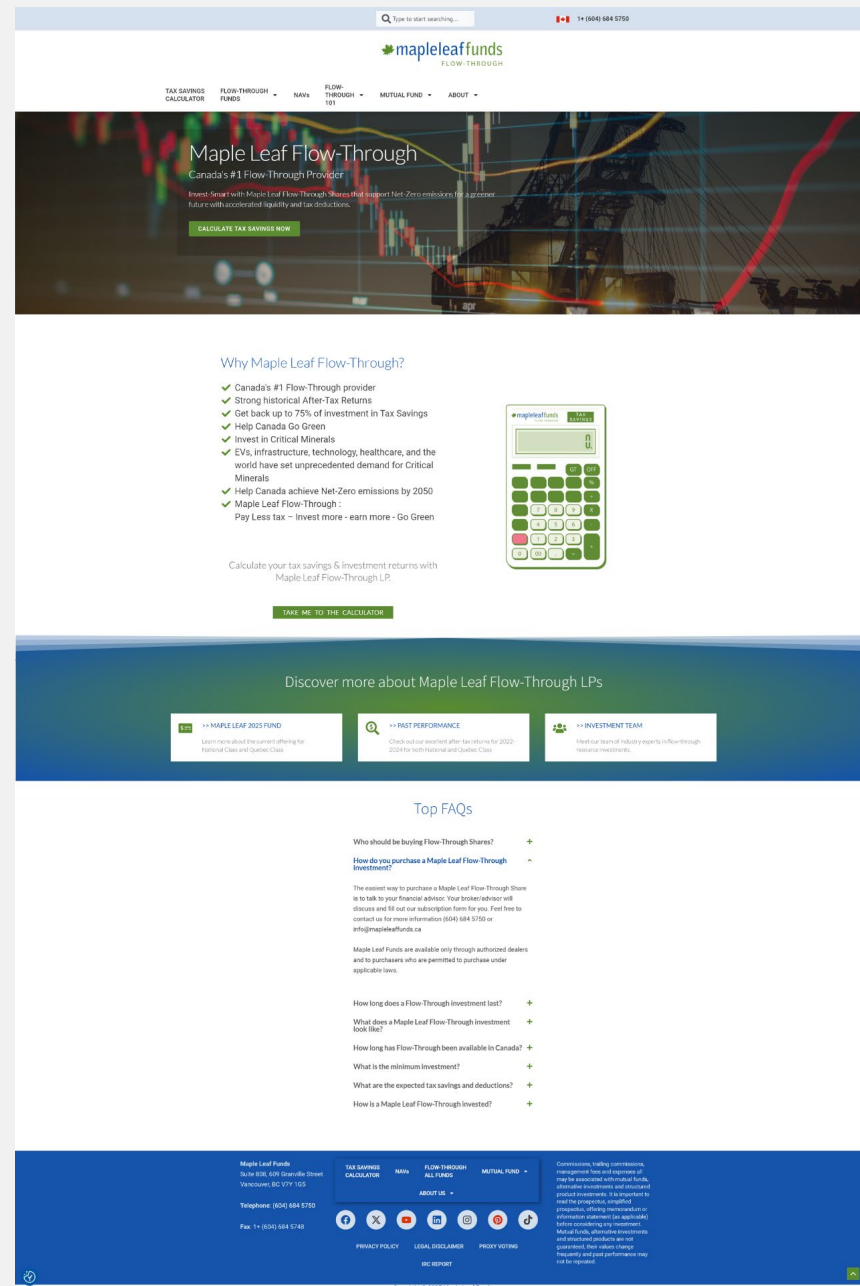 Type to start searching...
1+ (604) 684 5750
mapleleaffunds
FLOW-THROUGH
TAX SAVINGS
CALCULATOR
FLOW-THROUGH
FUNDS
NAVs
FLOW-
THROUGH
101
MUTUAL FUND
ABOUT
Maple Leaf Flow-Through
Canada's #1 Flow-Through Provider
Invest-Smart with Maple Leaf Flow-Through Shares that support Net-Zero emissions for a greener
future with accelerated liquidity and tax deductions.
CALCULATE TAX SAVINGS NOW
mar
apr
Why Maple Leaf Flow-Through?
Canada's #1 Flow-Through provider
Strong historical After-Tax Returns
Get back up to 75% of investment in Tax Savings
Help Canada Go Green
Invest in Critical Minerals
EVs, infrastructure, technology, healthcare, and the
world have set unprecedented demand for Critical
Minerals
Help Canada achieve Net-Zero emissions by 2050
Maple Leaf Flow-Through :
Pay Less tax – Invest more - earn more - Go Green
mapleleaffunds
TAX
SAVINGS
GT OFF
%
÷
7 8 9 X
4 5 6
1 2 3
0 00 .
Calculate your tax savings & investment returns with
Maple Leaf Flow-Through LP.
TAKE ME TO THE CALCULATOR
Discover more about Maple Leaf Flow-Through LPs
>> MAPLE LEAF 2025 FUND
Learn more about the current offering for
National Class and Quebec Class
>> PAST PERFORMANCE
Check out our excellent after-tax returns for 2022-
2024 for both National and Quebec Class
>> INVESTMENT TEAM
Meet our team of industry experts in flow-through
resource investments.
Top FAQs
Who should be buying Flow-Through Shares?
How do you purchase a Maple Leaf Flow-Through
investment?
The easiest way to purchase a Maple Leaf Flow-Through Share
is to talk to your financial advisor. Your broker/advisor will
discuss and fill out our subscription form for you. Feel free to
contact us for more information (604) 684 5750 or
info@mapleleaffunds.ca
Maple Leaf Funds are available only through authorized dealers
and to purchasers who are permitted to purchase under
applicable laws.
How long does a Flow-Through investment last?
What does a Maple Leaf Flow-Through investment
look like?
How long has Flow-Through been available in Canada?
What is the minimum investment?
What are the expected tax savings and deductions?
How is a Maple Leaf Flow-Through invested?
Maple Leaf Funds
Suite 808, 609 Granville Street
Vancouver, BC V7Y 1G5
Telephone: (604) 684 5750
Fax: 1+ (604) 684 5748
TAX SAVINGS
CALCULATOR
NAVs
FLOW-THROUGH
ALL FUNDS
MUTUAL FUND
ABOUT US
PRIVACY POLICY
LEGAL DISCLAIMER
PROXY VOTING
IRC REPORT
Commissions, trailing commissions,
management fees and expenses all
may be associated with mutual funds,
alternative investments and structured
product investments. It is important to
read the prospectus, simplified
prospectus, offering memorandum or
information statement (as applicable)
before considering any investment.
Mutual funds, alternative investments
and structured products are not
guaranteed, their values change
frequently and past performance may
not be repeated.